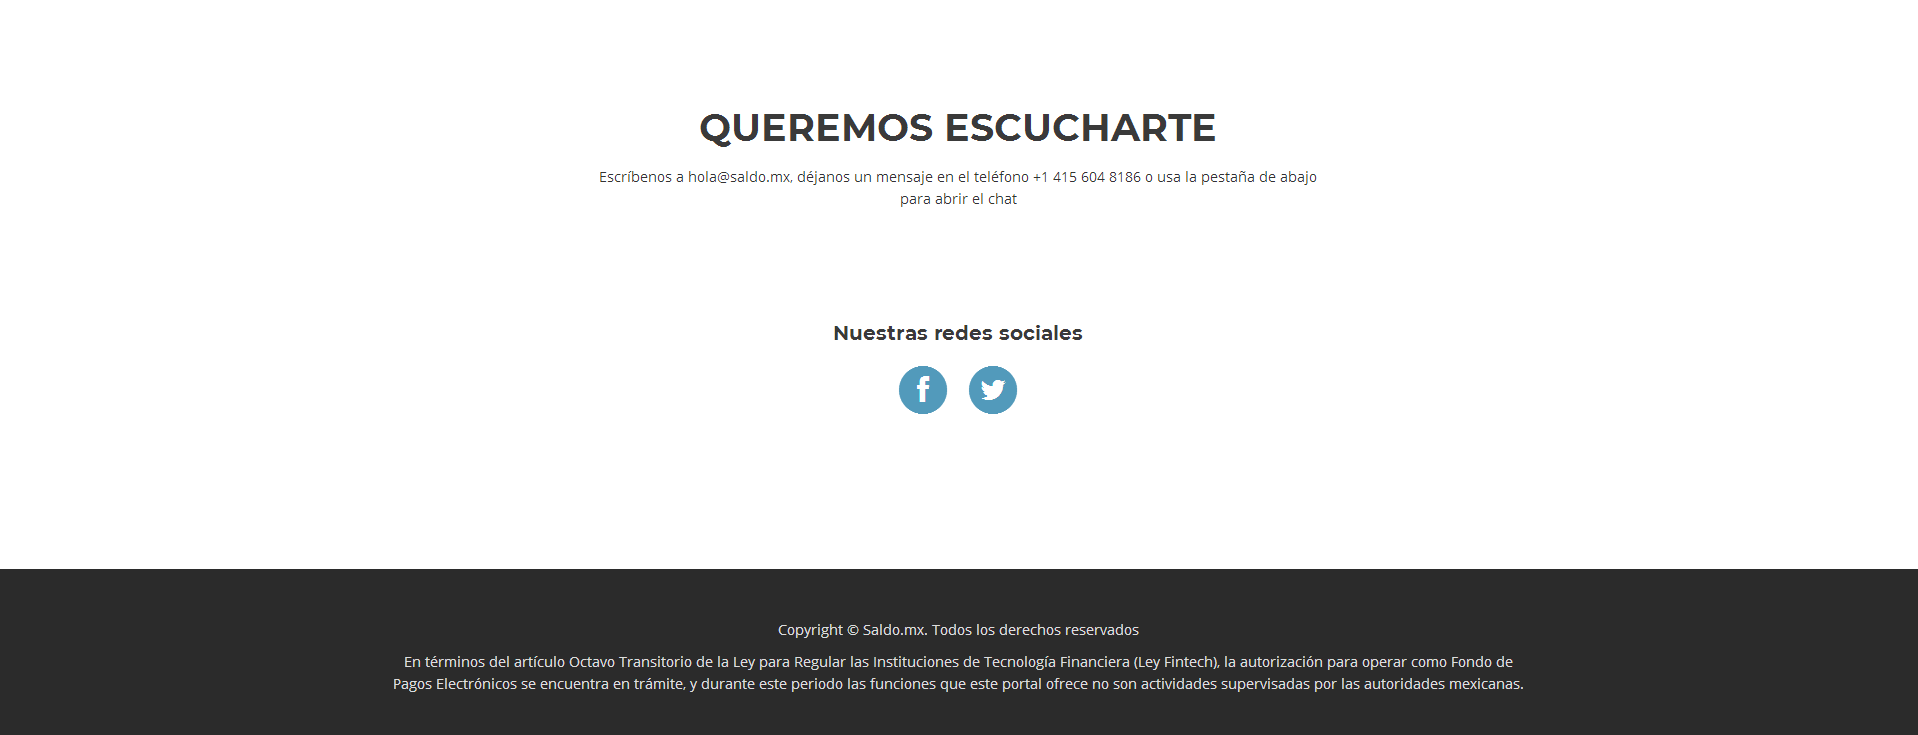 QUEREMOS ESCUCHARTE
Escríbenos a hola@saldo.mx, déjanos un mensaje en el teléfono +1 415 604 8186 o usa la pestaña de abajo
para abrir el chat
Nuestras redes sociales
Copyright © Saldo.mx. Todos los derechos reservados
En términos del artículo Octavo Transitorio de la Ley para Regular las Instituciones de Tecnología Financiera (Ley Fintech), la autorización para operar como Fondo de
Pagos Electrónicos se encuentra en trámite, y durante este periodo las funciones que este portal ofrece no son actividades supervisadas por las autoridades mexicanas.